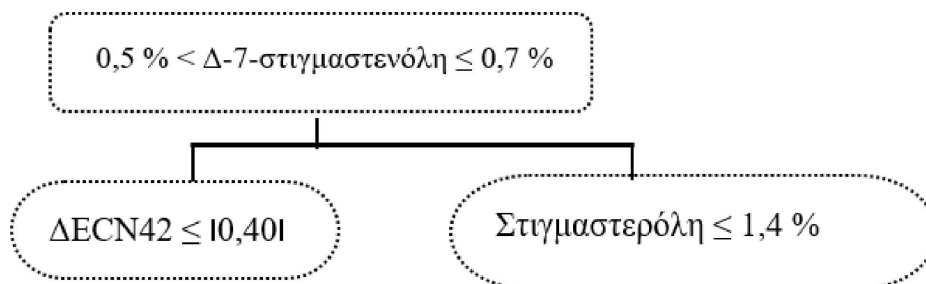 0,5 % < Δ-7-στιγμαστενόλη ≤ 0,7 %
ΔECN42 ≤ |0,40|
Στιγμαστερόλη ≤ 1,4 %